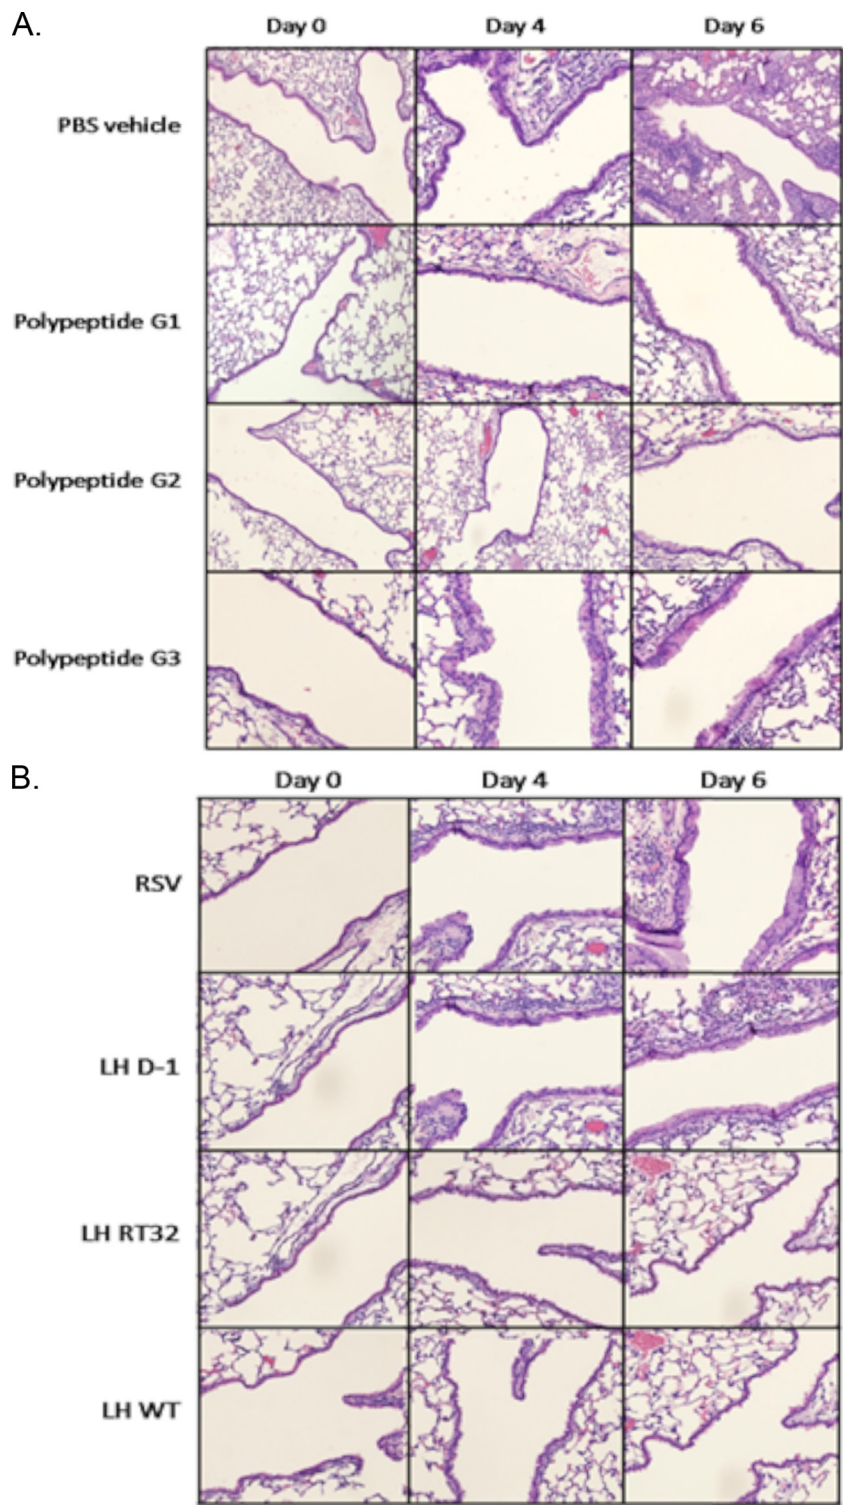 A.
Day 0 Day 4 Day 6
PBS vehicle
Polypeptide G1
Polypeptide G2
Polypeptide G3
B.
Day 0 Day 4 Day 6
RSV
LH D-1
LH RT32
LH WT